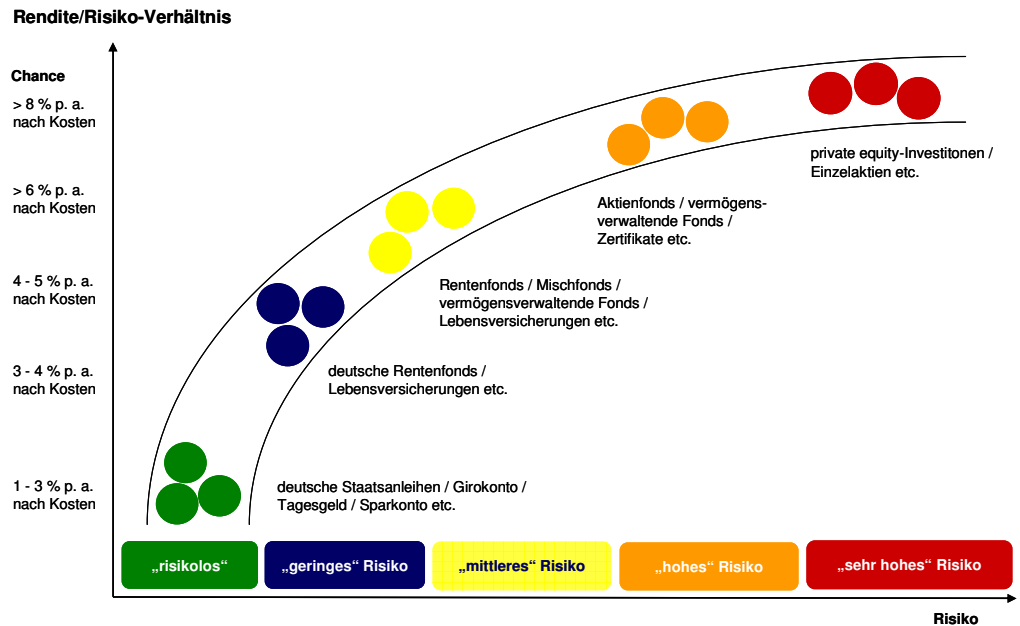 Rendite/Risiko-Verhältnis
Chance
> 8 % p. a.
nach Kosten
> 6 % p. a.
nach Kosten
4 - 5 % p. a.
nach Kosten
3 - 4 % p. a.
nach Kosten
1 - 3 % p. a.
nach Kosten
private equity-Investitonen /
Einzelaktien etc.
Aktienfonds / vermögens-
verwaltende Fonds /
Zertifikate etc.
Rentenfonds / Mischfonds /
vermögensverwaltende Fonds /
Lebensversicherungen etc.
deutsche Rentenfonds /
Lebensversicherungen etc.
deutsche Staatsanleihen / Girokonto /
Tagesgeld / Sparkonto etc.
„risikolos“
„geringes“ Risiko
„mittleres“ Risiko
„hohes“ Risiko
„sehr hohes“ Risiko
Risiko